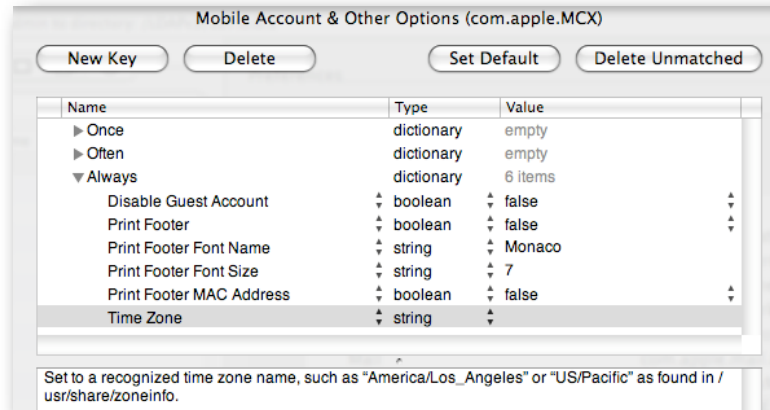 Mobile Account & Other Options (com.apple.MCX)
New Key Delete Set Default Delete Unmatched
Name Type Value
Once dictionary empty
Often dictionary empty
Always dictionary 6 items
Disable Guest Account boolean false
Print Footer boolean false
Print Footer Font Name string Monaco
Print Footer Font Size string 7
Print Footer MAC Address boolean false
Time Zone string
Set to a recognized time zone name, such as “America/Los_Angeles” or “US/Pacific” as found in /
usr/share/zoneinfo.